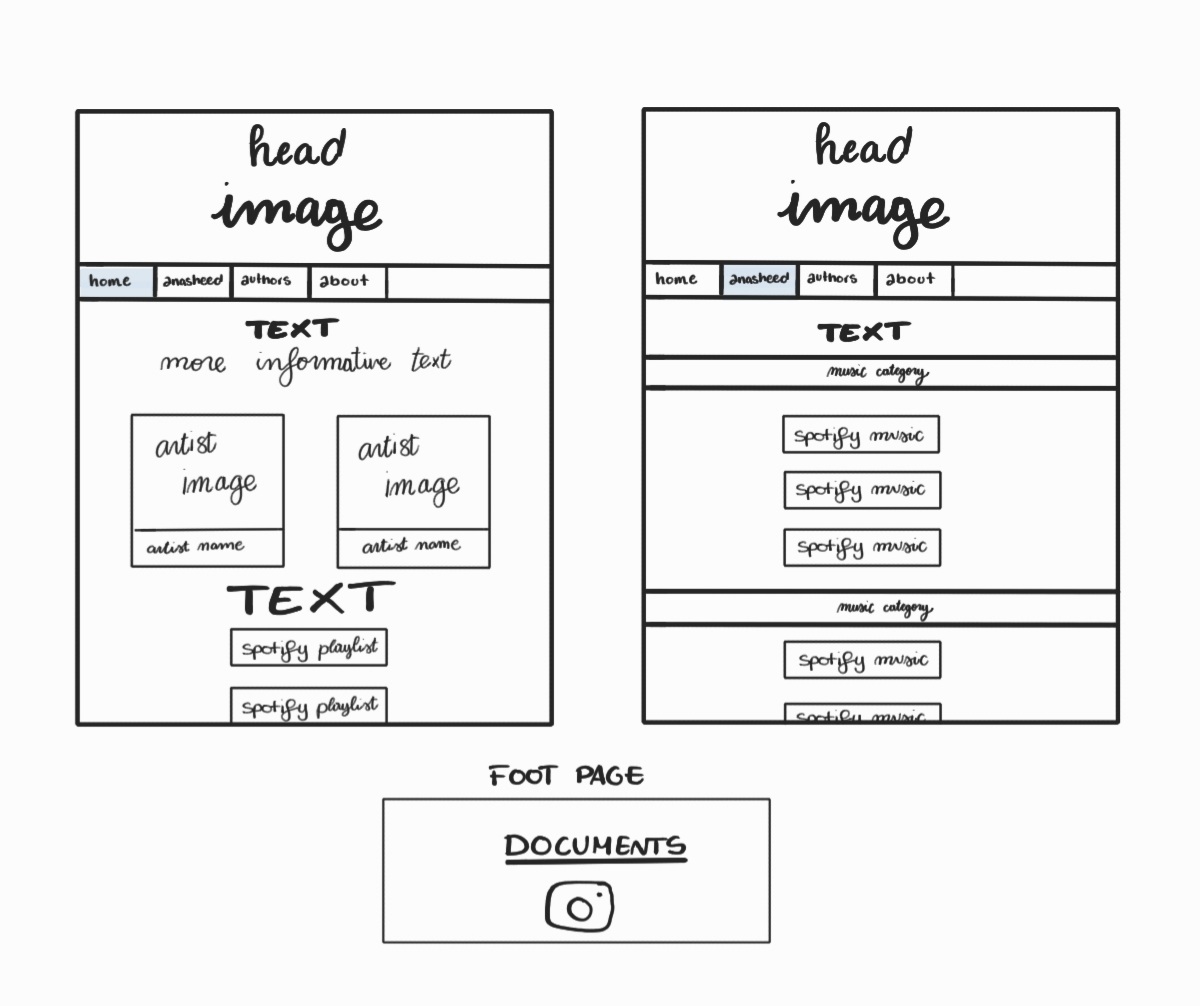 head
image
home anasheed authors about
TEXT
more informative text
artist
image
artist name
artist
image
artist name
TEXT
spotify playlist
spotify playlist
head
image
home anasheed authors about
TEXT
music category
spotify music
spotify music
spotify music
music category
spotify music
spotify music
FOOT PAGE
DOCUMENTS